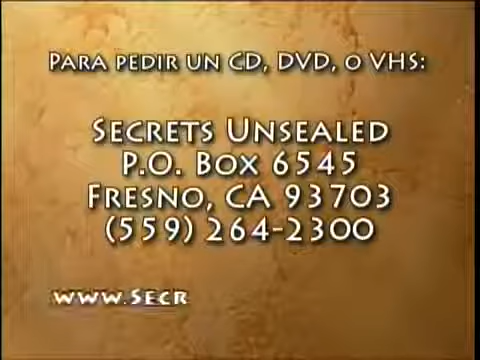 Para pedir un CD, DVD, o VHS:
Secrets Unsealed
P.O. Box 6545
Fresno, CA 93703
(559) 264-2300
www.Secr